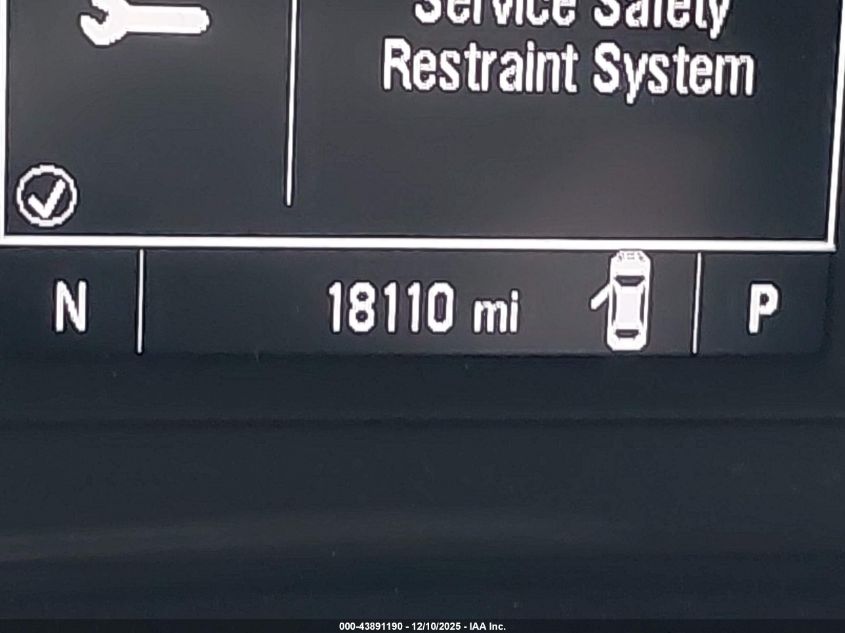 Service Safety
Restraint System
N 18110 mi P
000-43891190 - 12/10/2025 - IAA Inc.